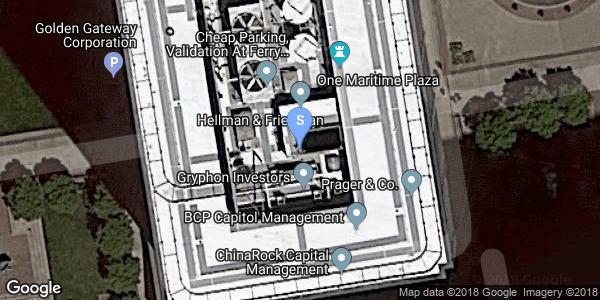 Golden Gateway
Corporation
P
Cheap Parking,
Validation At Ferry...
One Maritime Plaza
Hellman & Frie
S
Gryphon Investors
Prager & Co.
BCP Capitol Management
ChinaRock Capital
Management
Google
Map data ©2018 Google Imagery ©2018